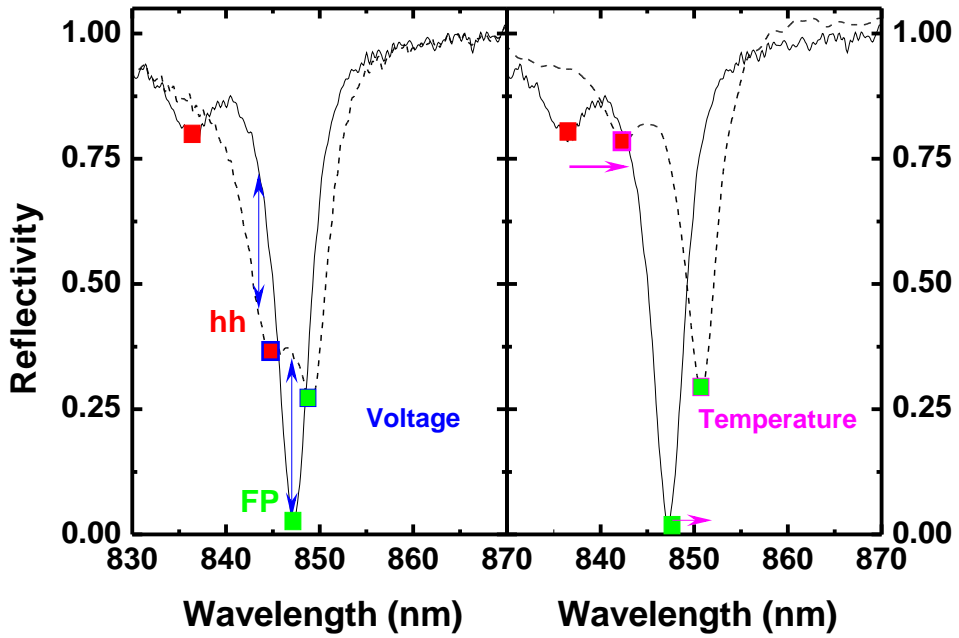 Reflectivity
1.00
0.75
0.50
0.25
0.00
hh
FP
Voltage
830 840 850 860 870 840 850 860 870
Wavelength (nm)
Temperature
1.00
0.75
0.50
0.25
0.00
Wavelength (nm)